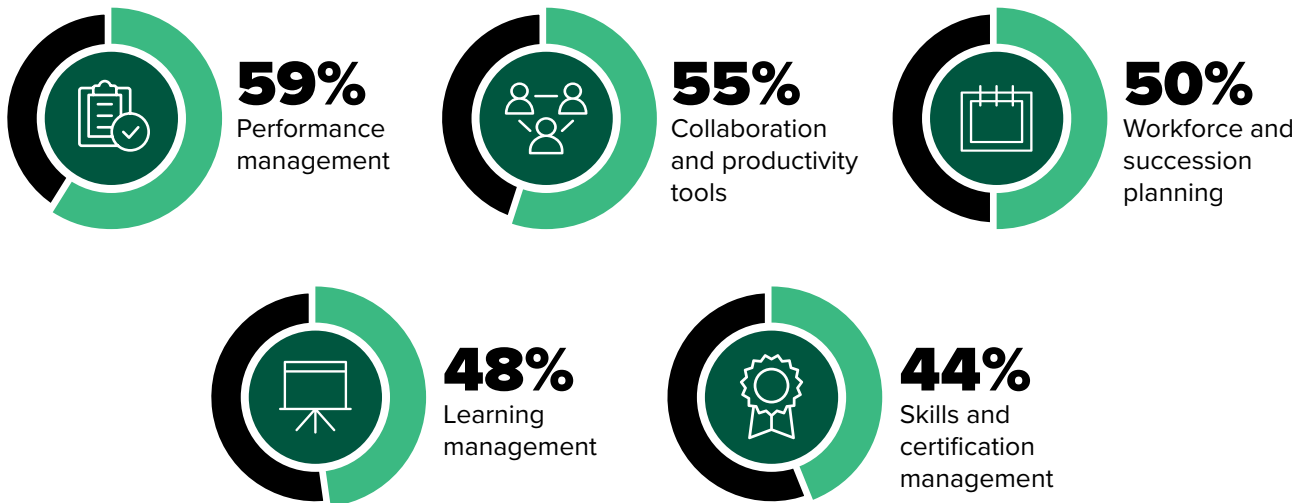 59%
Performance
management
55%
Collaboration
and productivity
tools
50%
Workforce and
succession
planning
48%
Learning
management
44%
Skills and
certification
management